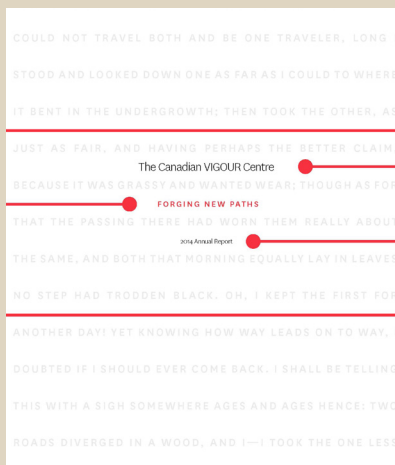 COULD NOT TRAVEL BOTH AND BE ONE TRAVELER, LONG
STOOD AND LOOKED DOWN ONE AS FAR AS I COULD TO WHERE
IT BENT IN THE UNDERGROWTH; THEN TOOK THE OTHER,
JUST AS FAIR, AND HAVING PERHAPS THE BETTER CLAIM
The Canadian VIGOUR Centre
BECAUSE IT WAS GRASSY AND WANTED WEAR; THOUGH AS FOR
FORGING NEW PATHS
THAT THE PASSING THERE HAD WORN THEM REALLY ABOUT
2014 Annual Report
THE SAME, AND BOTH THAT MORNING EQUALLY LAY IN LEAVES
NO STEP HAD TRODDEN BLACK. OH, I KEPT THE FIRST FOR
ANOTHER DAY! YET KNOWING HOW WAY LEADS ON TO WAY,
DOUBTED IF I SHOULD EVER COME BACK. I SHALL BE TELLING
THIS WITH A SIGH SOMEWHERE AGES AND AGES HENCE: TWO
ROADS DIVERGED IN A WOOD, AND I—I TOOK THE ONE LESS